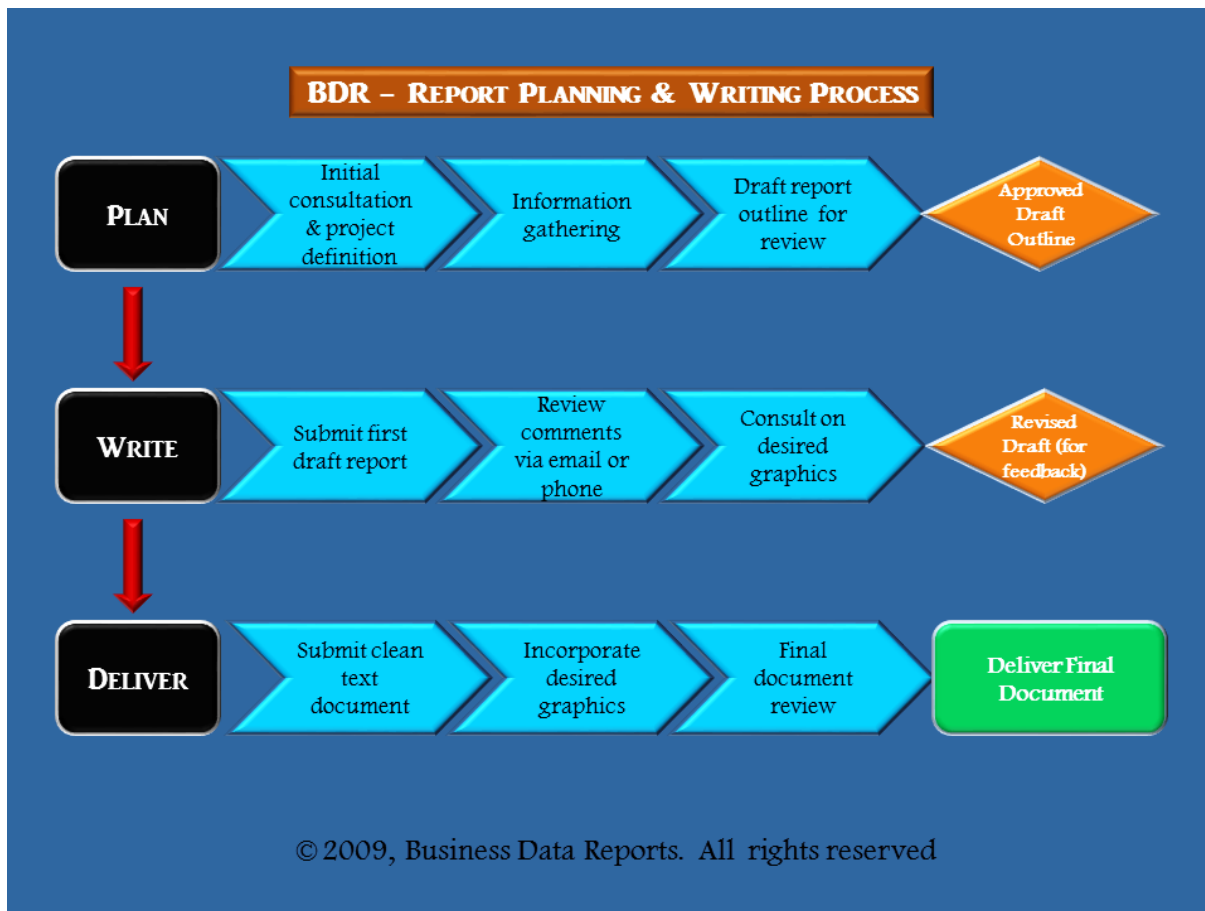 BDR – Report Planning & Writing Process
Plan
Initial
consultation
& project
definition
Information
gathering
Draft report
outline for
review
Approved
Draft
Outline
Write
Submit first
draft report
Review
comments
via email or
phone
Consult on
desired
graphics
Revised
Draft (for
feedback)
Deliver
Submit clean
text
document
Incorporate
desired
graphics
Final
document
review
Deliver Final
Document
© 2009, Business Data Reports. All rights reserved